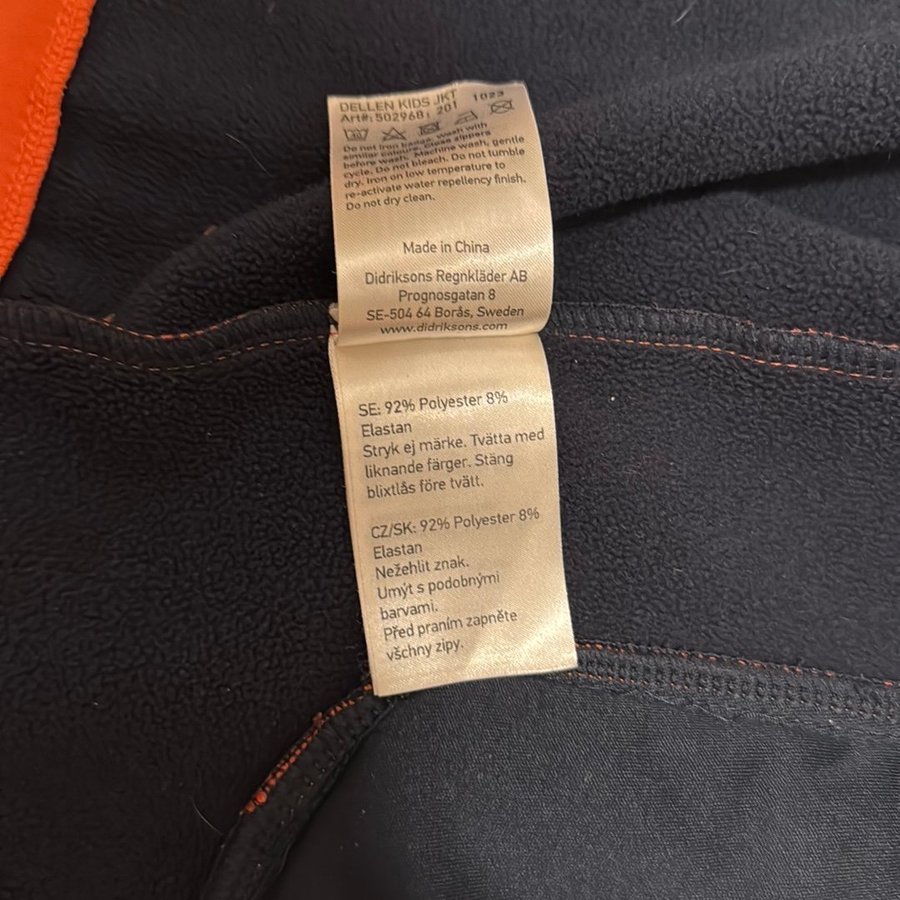 DELLEN KIDS JKT
Art#: 502968; 201 1023
Do not iron badge. Wash with
similar colours, close zippers
before wash. Machine wash, gentle
cycle. Do not bleach. Do not tumble
dry. Iron on low temperature to
re-activate water repellency finish.
Do not dry clean.
Made in China
Didriksons Regnkläder AB
Prognosgatan 8
SE-504 64 Borås, Sweden
www.didriksons.com
SE: 92% Polyester 8%
Elastan
Stryk ej märke. Tvätta med
liknande färger. Stäng
blixtlås före tvätt.
CZ/SK: 92% Polyester 8%
Elastan
Nežehlit znak.
Umýt s podobnými
barvami.
Před praním zapněte
všchny zipy.